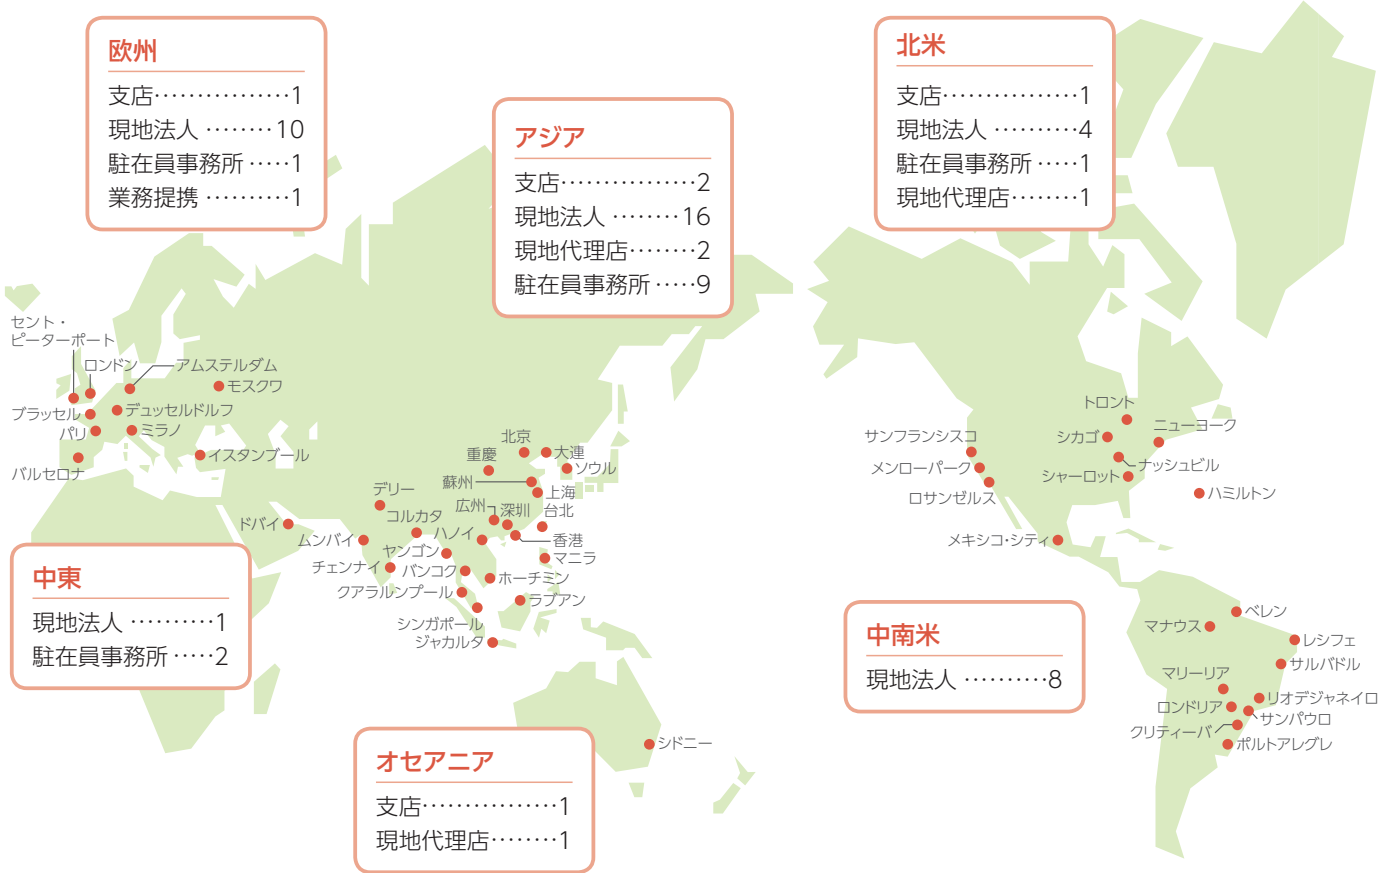 欧州
支店················1
現地法人 ········10
駐在員事務所 ·····1
業務提携 ··········1
アジア
支店················2
現地法人 ········16
現地代理店········2
駐在員事務所 ·····9
北米
支店················1
現地法人 ··········4
駐在員事務所 ·····1
現地代理店········1
セント・
ピーターポート
ロンドン
アムステルダム
モスクワ
ブラッセル
デュッセルドルフ
パリ
ミラノ
イスタンブール
バルセロナ
北京
大連
重慶
ソウル
蘇州
上海
デリー
広州
深圳
台北
コルカタ
ドバイ
ムンバイ
ハノイ
香港
ヤンゴン
マニラ
チェンナイ
バンコク
ホーチミン
クアラルンプール
ラブアン
シンガポール
ジャカルタ
トロント
ニューヨーク
サンフランシスコ
シカゴ
メンローパーク
ナッシュビル
シャーロット
ロサンゼルス
ハミルトン
メキシコ・シティ
中東
現地法人 ··········1
駐在員事務所 ·····2
中南米
現地法人 ··········8
ベレン
マナウス
レシフェ
サルバドル
マリーリア
リオデジャネイロ
ロンドリア
サンパウロ
クリティーバ
ポルトアレグレ
シドニー
オセアニア
支店················1
現地代理店········1